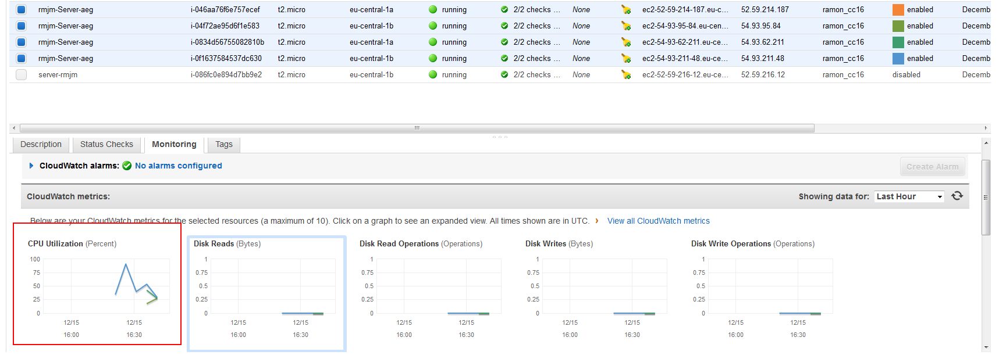 rmjm-Server-aeg i-046aa76f6e757ecef t2.micro eu-central-1a running 2/2 checks ... None ec2-52-59-214-187.eu-c... 52.59.214.187 ramon_cc16 enabled Decemb
rmjm-Server-aeg i-04f72ae95d6f1e583 t2.micro eu-central-1b running 2/2 checks ... None ec2-54-93-95-84.eu-cen... 54.93.95.84 ramon_cc16 enabled Decemb
rmjm-Server-aeg i-0834d56755082810b t2.micro eu-central-1a running 2/2 checks ... None ec2-54-93-62-211.eu-ce... 54.93.62.211 ramon_cc16 enabled Decemb
rmjm-Server-aeg i-0f1637584537dc630 t2.micro eu-central-1b running 2/2 checks ... None ec2-54-93-211-48.eu-ce... 54.93.211.48 ramon_cc16 enabled Decemb
server-rmjm i-086fc0e894d7bb9e2 t2.micro eu-central-1b running 2/2 checks ... None ec2-52-59-216-12.eu-ce... 52.59.216.12 ramon_cc16 disabled Decemb
Description Status Checks Monitoring Tags
CloudWatch alarms: No alarms configured Create Alarm
CloudWatch metrics: Showing data for: Last Hour
Below are your CloudWatch metrics for the selected resources (a maximum of 10). Click on a graph to see an expanded view. All times shown are in UTC. › View all CloudWatch metrics
CPU Utilization (Percent) Disk Reads (Bytes) Disk Read Operations (Operations) Disk Writes (Bytes) Disk Write Operations (Operations)
100 1 1 1 1
75 0.75 0.75 0.75 0.75
50 0.5 0.5 0.5 0.5
25 0.25 0.25 0.25 0.25
0 0 0 0 0
12/15 12/15 12/15 12/15 12/15 12/15 12/15 12/15 12/15 12/15
16:00 16:30 16:00 16:30 16:00 16:30 16:00 16:30 16:00 16:30